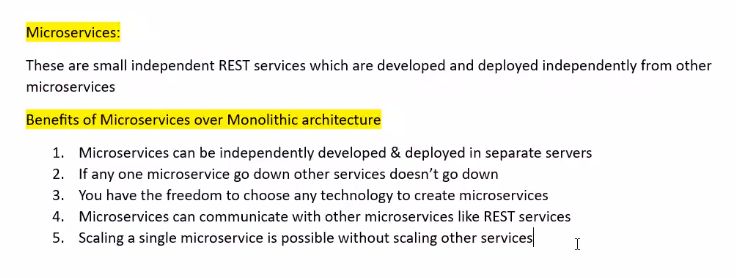 Microservices:
These are small independent REST services which are developed and deployed independently from other
microservices
Benefits of Microservices over Monolithic architecture
1. Microservices can be independently developed & deployed in separate servers
2. If any one microservice go down other services doesn't go down
3. You have the freedom to choose any technology to create microservices
4. Microservices can communicate with other microservices like REST services
5. Scaling a single microservice is possible without scaling other services